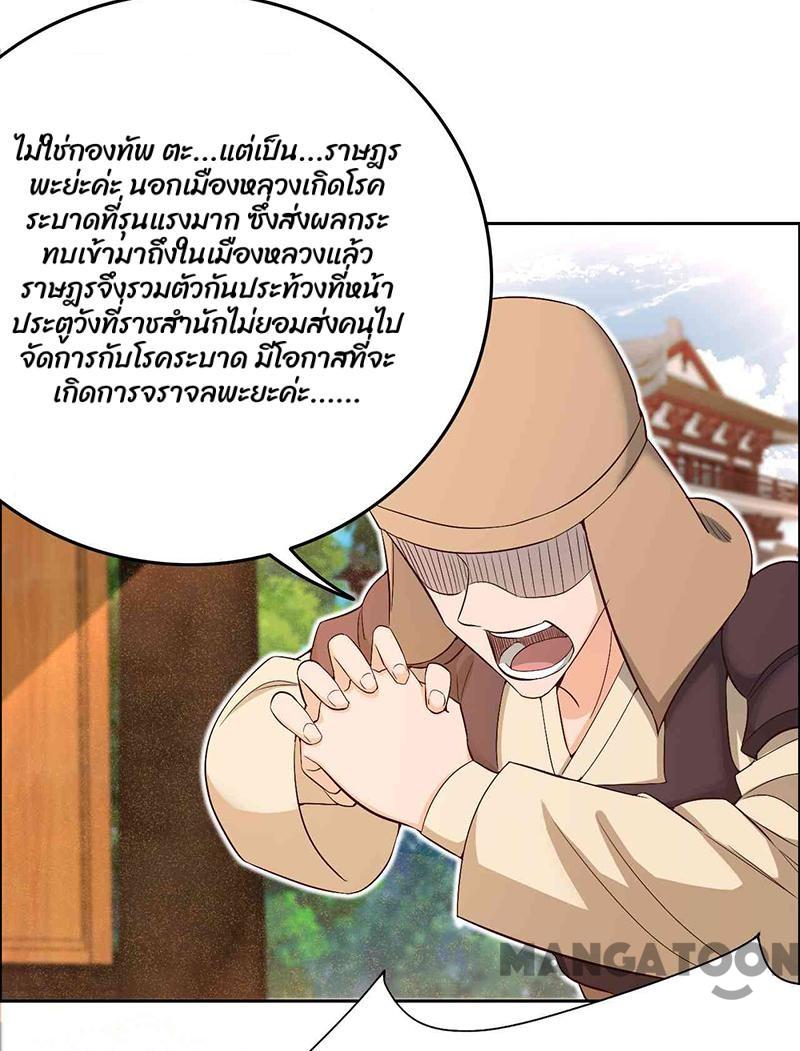 ไม่ใช่กองทัพ ตะ...แต่เป็น...ราษฎร
พะย่ะค่ะ นอกเมืองหลวงเกิดโรค
ระบาดที่รุนแรงมาก ซึ่งส่งผลกระ
ทบเข้ามาถึงในเมืองหลวงแล้ว
ราษฎรจึงรวมตัวกันประท้วงที่หน้า
ประตูวังที่ราชสำนักไม่ยอมส่งคนไป
จัดการกับโรคระบาด มีโอกาสที่จะ
เกิดการจราจลพะยะค่ะ......
MANGATOON